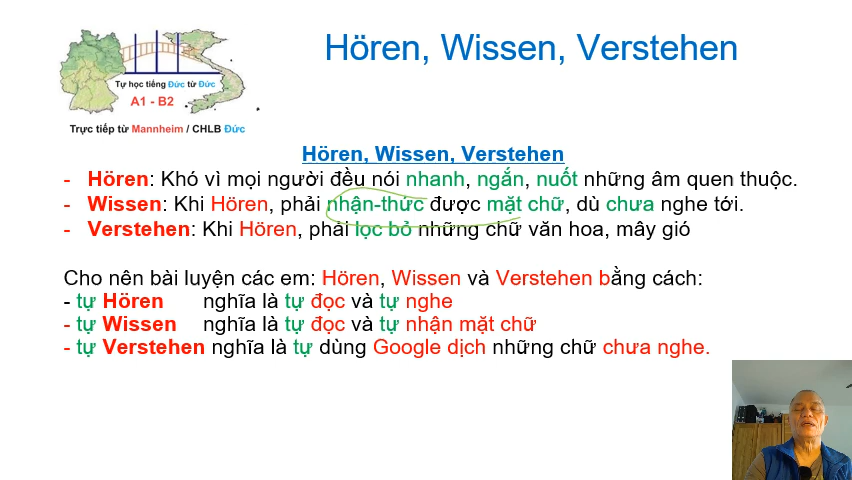 Hören, Wissen, Verstehen
Tự học tiếng Đức từ Đức
A1 - B2
Trực tiếp từ Mannheim / CHLB Đức
Hören, Wissen, Verstehen
- Hören: Khó vì mọi người đều nói nhanh, ngắn, nuốt những âm quen thuộc.
- Wissen: Khi Hören, phải nhận-thức được mặt chữ, dù chưa nghe tới.
- Verstehen: Khi Hören, phải lọc bỏ những chữ văn hoa, mây gió
Cho nên bài luyện các em: Hören, Wissen và Verstehen bằng cách:
- tự Hören nghĩa là tự đọc và tự nghe
- tự Wissen nghĩa là tự đọc và tự nhận mặt chữ
- tự Verstehen nghĩa là tự dùng Google dịch những chữ chưa nghe.